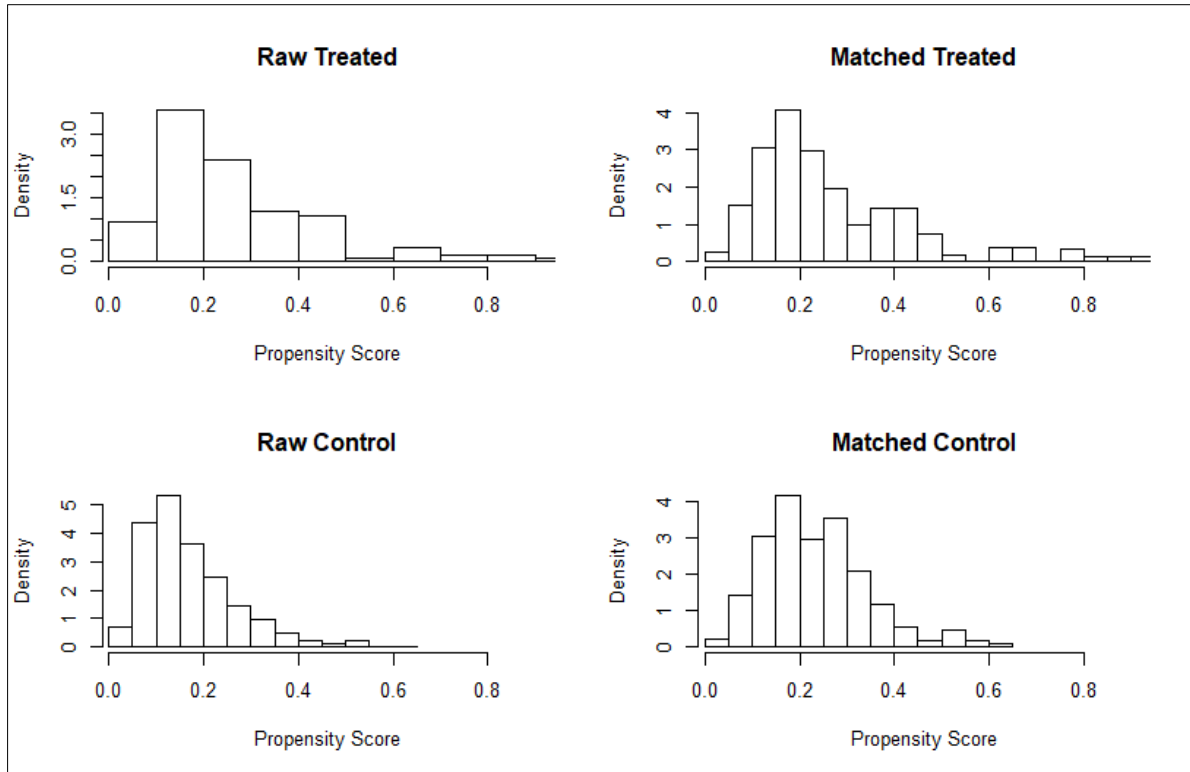 Raw Treated
Density
0.0 1.5 3.0
0.0 0.2 0.4 0.6 0.8
Propensity Score
Matched Treated
Density
0 1 2 3 4
0.0 0.2 0.4 0.6 0.8
Propensity Score
Raw Control
Density
0 1 2 3 4 5
0.0 0.2 0.4 0.6 0.8
Propensity Score
Matched Control
Density
0 1 2 3 4
0.0 0.2 0.4 0.6 0.8
Propensity Score